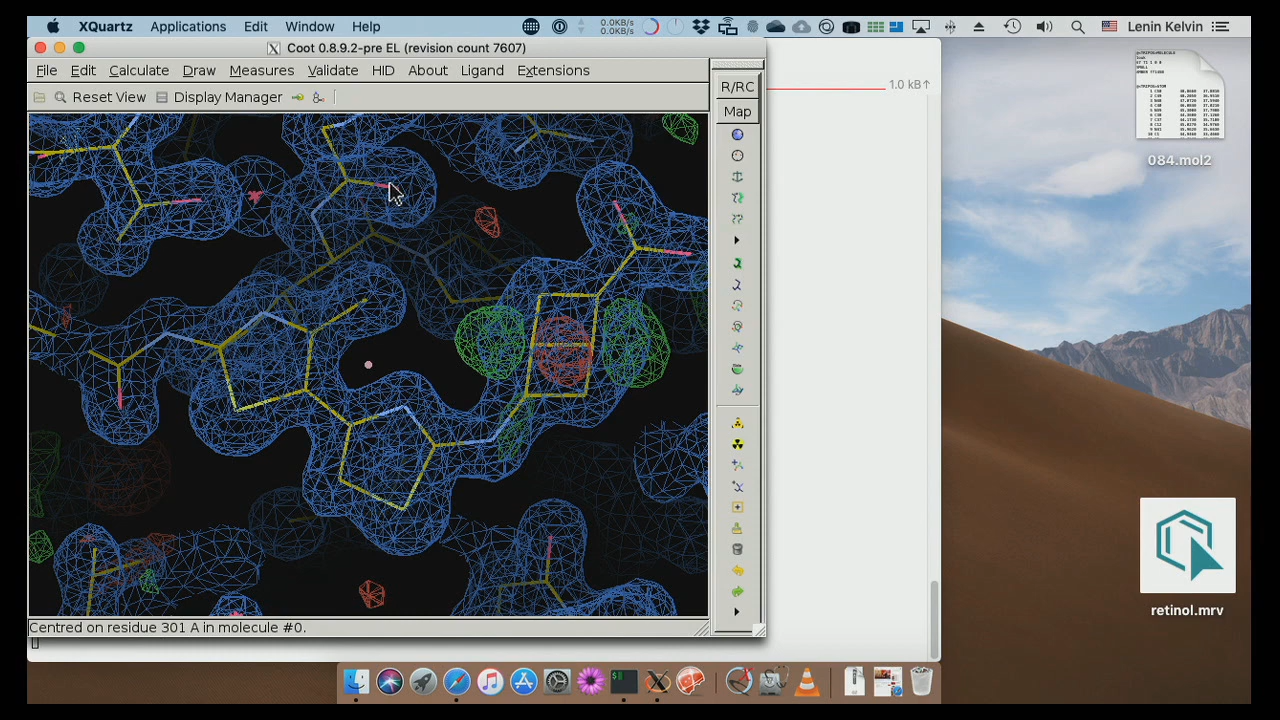 XQuartz Applications Edit Window Help
0.0KB/s
0.0KB/s
Lenin Kelvin
Coot 0.8.9.2-pre EL (revision count 7607)
File Edit Calculate Draw Measures Validate HID About Ligand Extensions
Reset View Display Manager
R/RC
Map
1.0 kB↑
084.mol2
retinol.mrv
Centred on residue 301 A in molecule #0.